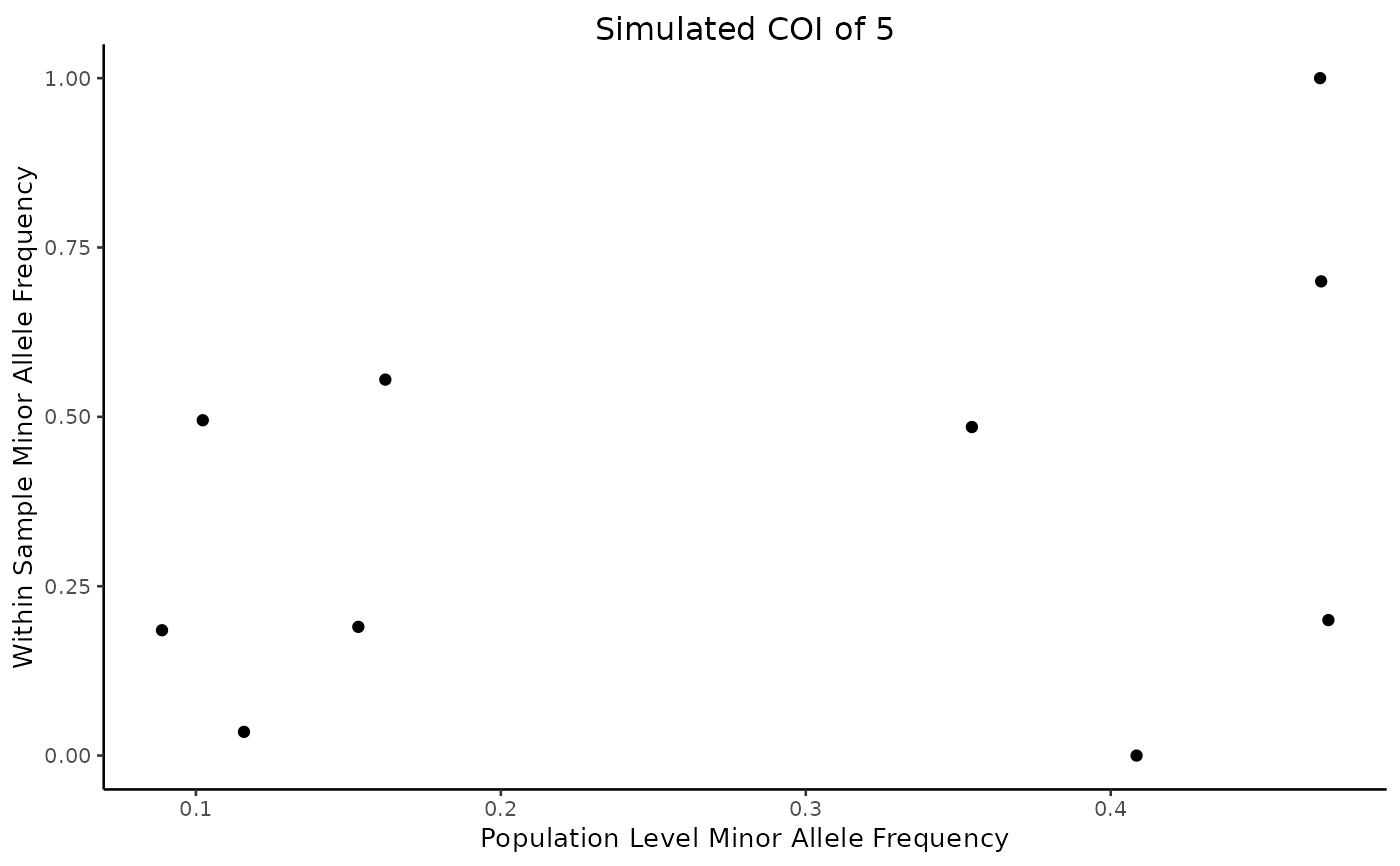 Simulated COI of 5
Within Sample Minor Allele Frequency
1.00
0.75
0.50
0.25
0.00
0.1 0.2 0.3 0.4
Population Level Minor Allele Frequency